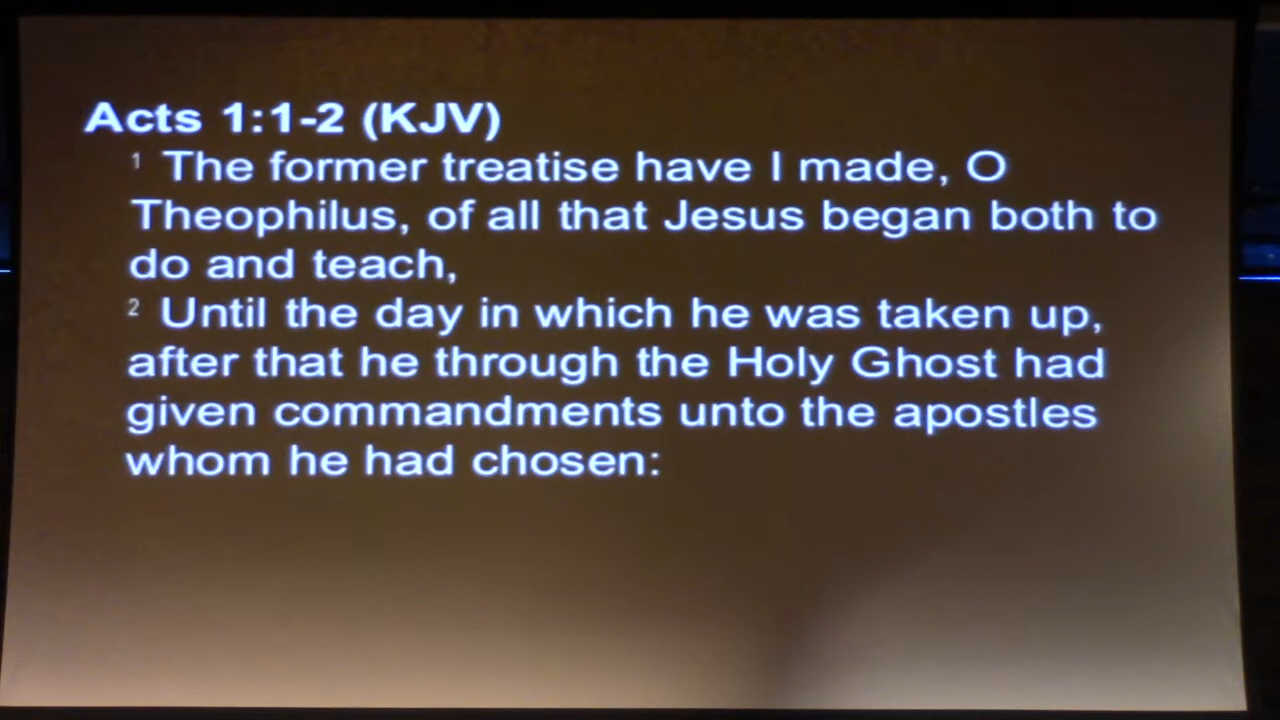 Acts 1:1-2 (KJV)
1 The former treatise have I made, O
Theophilus, of all that Jesus began both to
do and teach,
2 Until the day in which he was taken up,
after that he through the Holy Ghost had
given commandments unto the apostles
whom he had chosen: